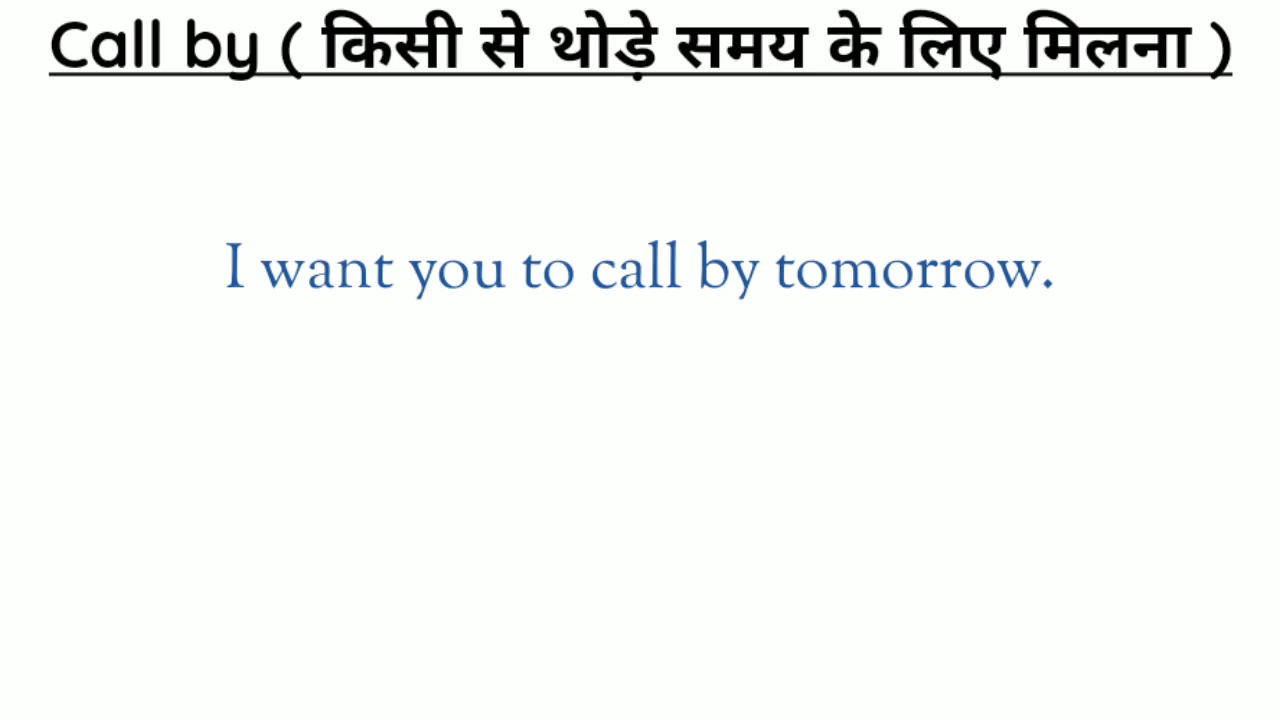 Call by ( किसी से थोड़े समय के लिए मिलना )
I want you to call by tomorrow.